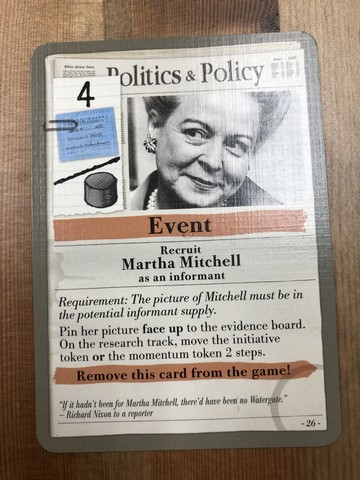 Politics & Policy
4
Event
Recruit
Martha Mitchell
as an informant
Requirement: The picture of Mitchell must be in
the potential informant supply.
Pin her picture face up to the evidence board.
On the research track, move the initiative
token or the momentum token 2 steps.
Remove this card from the game!
"If it hadn't been for Martha Mitchell, there'd have been no Watergate."
– Richard Nixon to a reporter
- 26 -